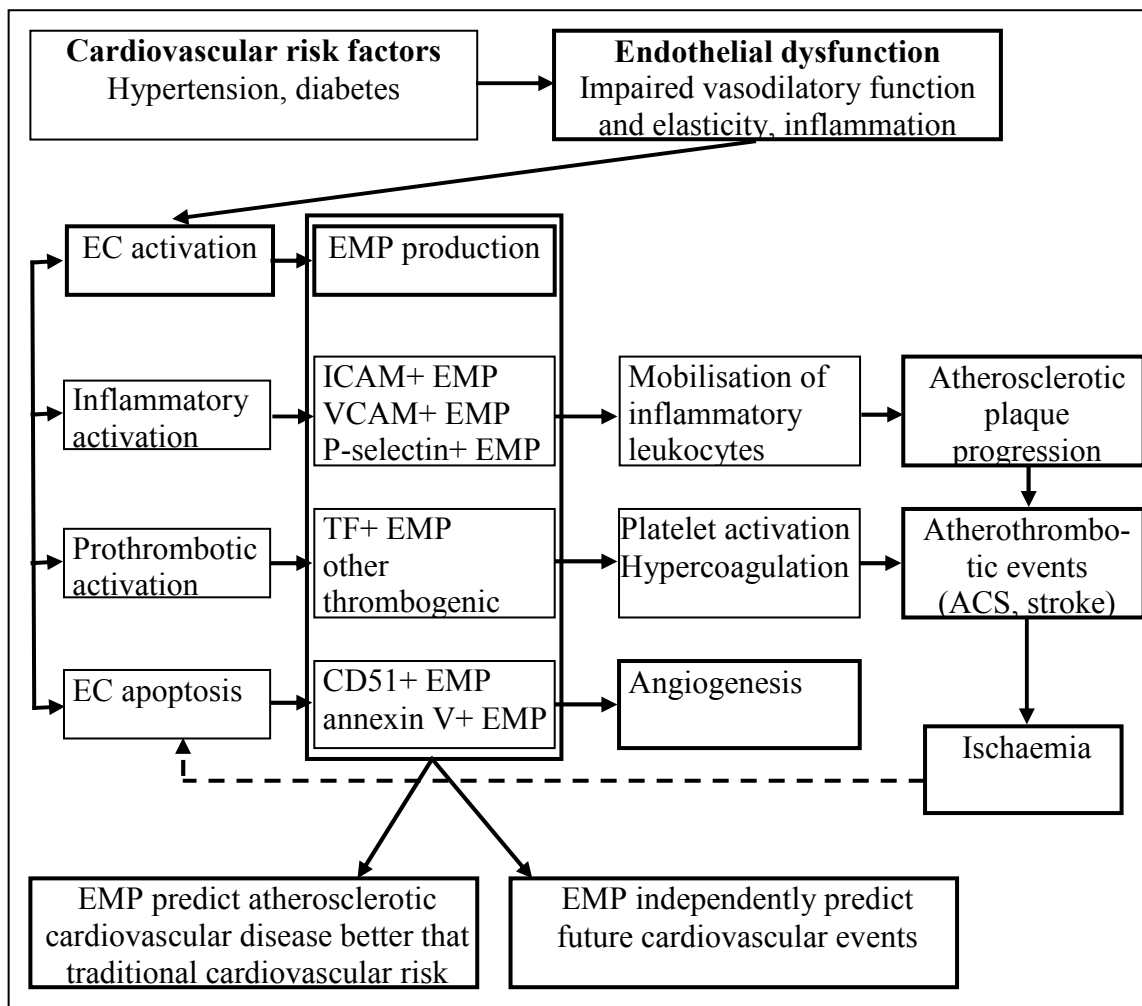 Cardiovascular risk factors
Hypertension, diabetes
Endothelial dysfunction
Impaired vasodilatory function
and elasticity, inflammation
EC activation
EMP production
Inflammatory
activation
ICAM+ EMP
VCAM+ EMP
P-selectin+ EMP
Mobilisation of
inflammatory
leukocytes
Atherosclerotic
plaque
progression
Prothrombotic
activation
TF+ EMP
other
thrombogenic
Platelet activation
Hypercoagulation
Atherothrombo-
tic events
(ACS, stroke)
EC apoptosis
CD51+ EMP
annexin V+ EMP
Angiogenesis
Ischaemia
EMP predict atherosclerotic
cardiovascular disease better that
traditional cardiovascular risk
EMP independently predict
future cardiovascular events